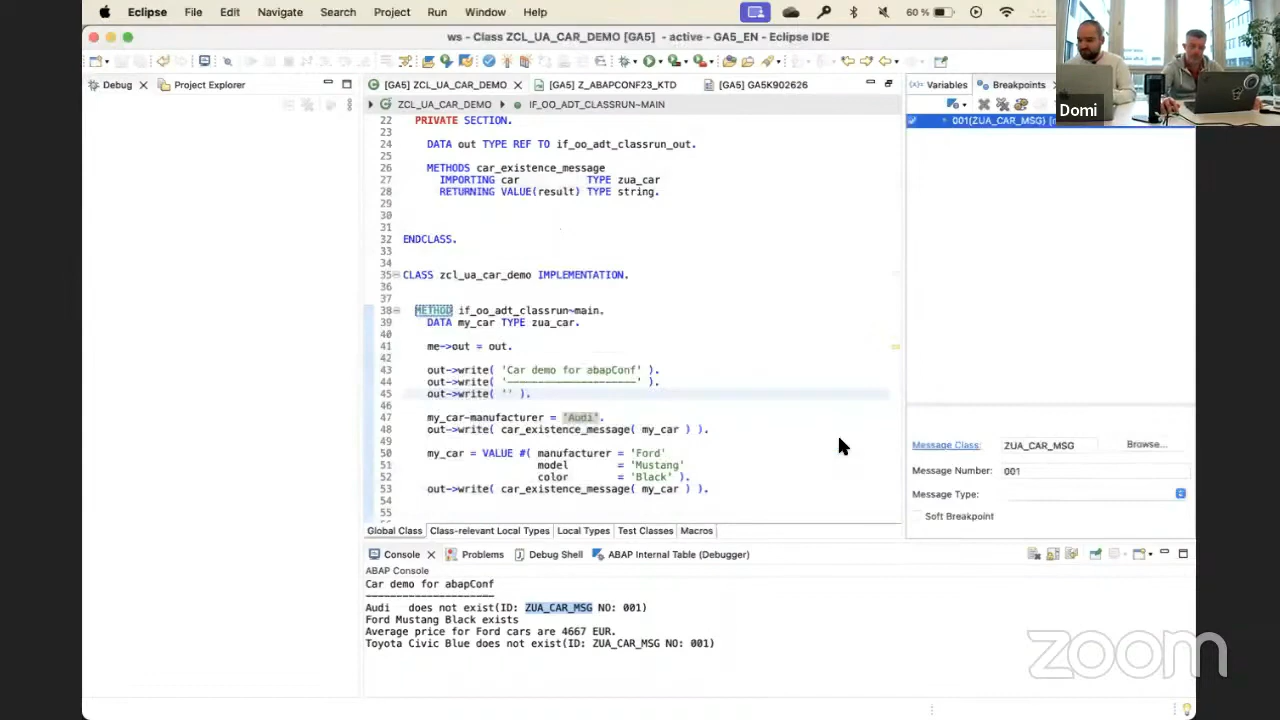 Eclipse File Edit Navigate Search Project Run Window Help 60 %
ws - Class ZCL_UA_CAR_DEMO [GA5] - active - GA5_EN - Eclipse IDE
Debug Project Explorer
[GA5] ZCL_UA_CAR_DEMO [GA5] Z_ABAPCONF23_KTD [GA5] GA5K902626
Variables Breakpoints
Domi
ZCL_UA_CAR_DEMO IF_OO_ADT_CLASSRUN~MAIN
001(ZUA_CAR_MSG)
22 PRIVATE SECTION.
23
24 DATA out TYPE REF TO if_oo_adt_classrun_out.
25
26 METHODS car_existence_message
27 IMPORTING car TYPE zua_car
28 RETURNING VALUE(result) TYPE string.
29
30
31
32 ENDCLASS.
33
34
35 CLASS zcl_ua_car_demo IMPLEMENTATION.
36
37
38 METHOD if_oo_adt_classrun~main.
39 DATA my_car TYPE zua_car.
40
41 me->out = out.
42
43 out->write( 'Car demo for abapConf' ).
44 out->write( '---------------------' ).
45 out->write( '' ).
46
47 my_car-manufacturer = 'Audi'.
48 out->write( car_existence_message( my_car ) ).
49
50 my_car = VALUE #( manufacturer = 'Ford'
51 model = 'Mustang'
52 color = 'Black' ).
53 out->write( car_existence_message( my_car ) ).
54
55
Message Class: ZUA_CAR_MSG Browse...
Message Number: 001
Message Type:
Soft Breakpoint
Global Class Class-relevant Local Types Local Types Test Classes Macros
Console Problems Debug Shell ABAP Internal Table (Debugger)
ABAP Console
Car demo for abapConf
---------------------
Audi does not exist(ID: ZUA_CAR_MSG NO: 001)
Ford Mustang Black exists
Average price for Ford cars are 4667 EUR.
Toyota Civic Blue does not exist(ID: ZUA_CAR_MSG NO: 001)
zoom